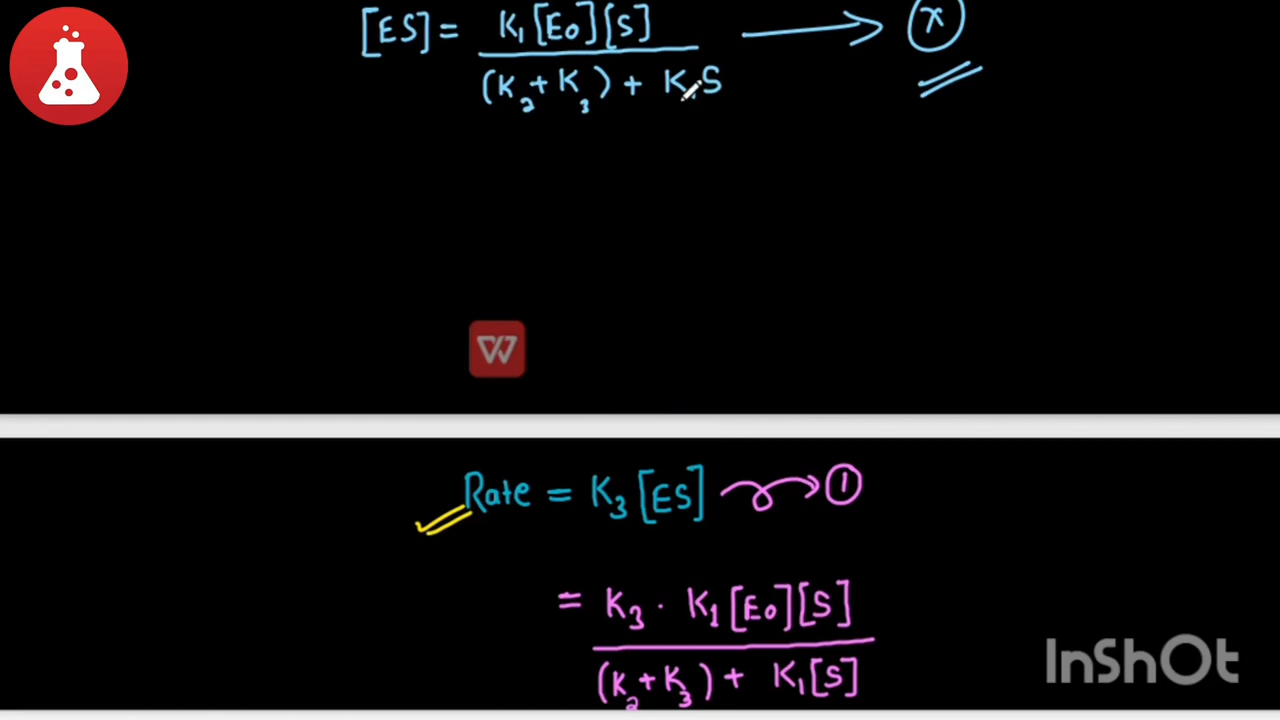 [ES] = K₁[E₀][S] / (K₂ + K₃) + K₁S → (x)
Rate = K₃[ES] → ①
= K₃ · K₁[E₀][S] / (K₂ + K₃) + K₁[S]
InShOt